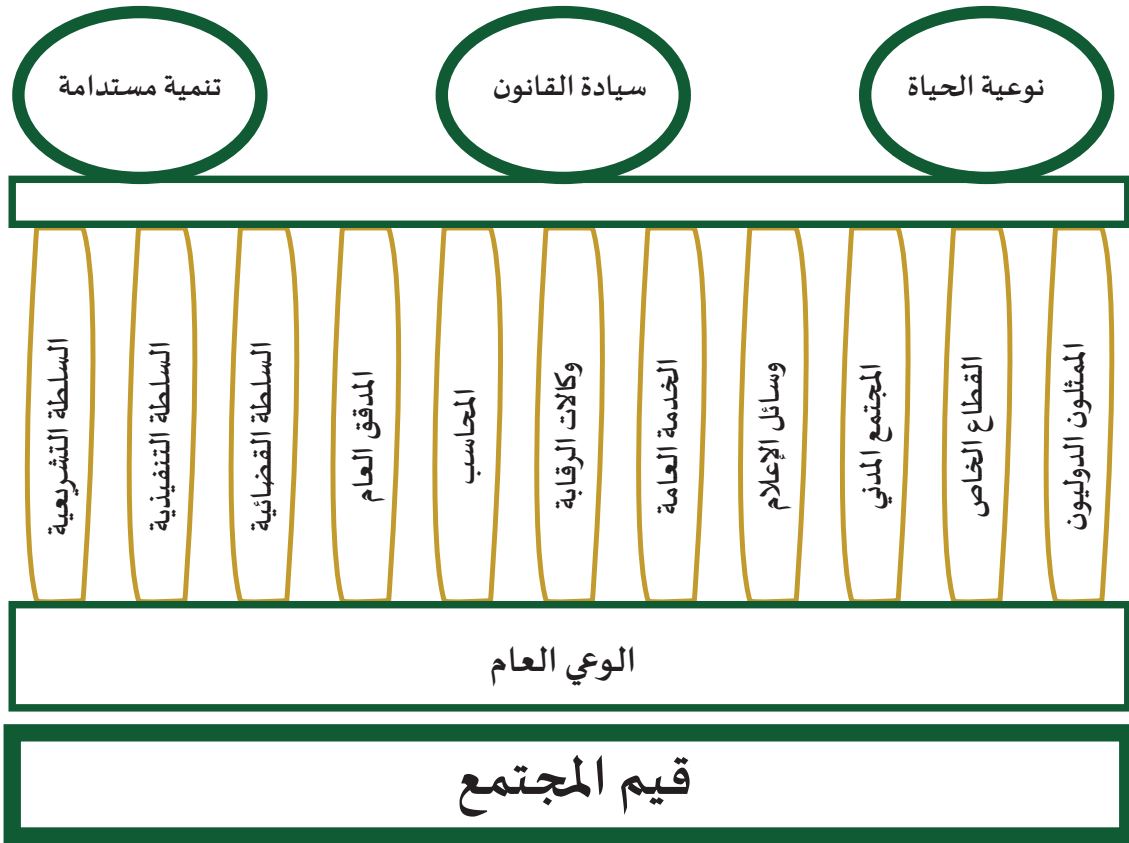 نوعية الحياة
سيادة القانون
تنمية مستدامة
الممثلون الدوليون
القطاع الخاص
المجتمع المدني
وسائل الإعلام
الخدمة العامة
وكالات الرقابة
المحاسب
المدقق العام
السلطة القضائية
السلطة التنفيذية
السلطة التشريعية
الوعي العام
قيم المجتمع